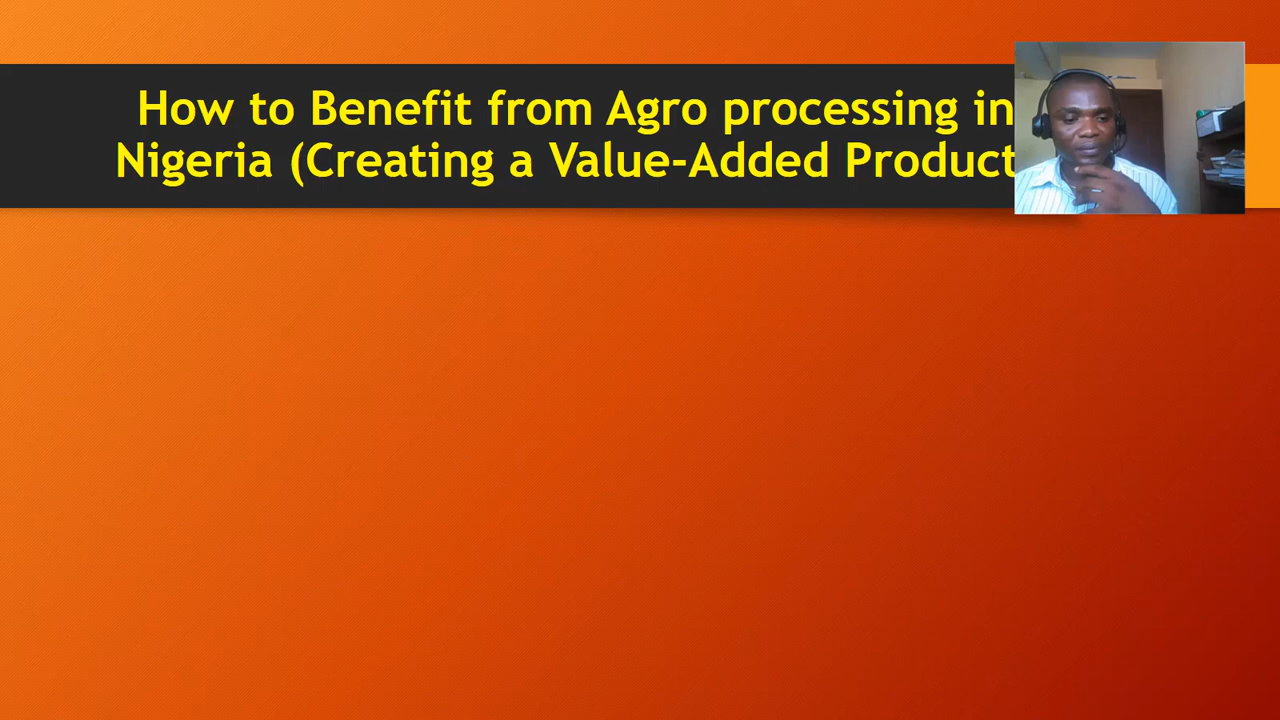 How to Benefit from Agro processing in
Nigeria (Creating a Value-Added Product